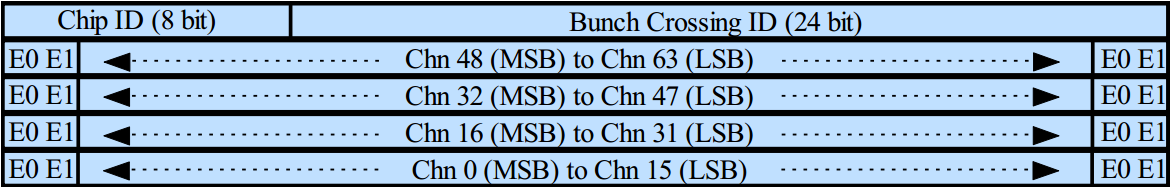 Chip ID (8 bit) Bunch Crossing ID (24 bit)
E0 E1 Chn 48 (MSB) to Chn 63 (LSB) E0 E1
E0 E1 Chn 32 (MSB) to Chn 47 (LSB) E0 E1
E0 E1 Chn 16 (MSB) to Chn 31 (LSB) E0 E1
E0 E1 Chn 0 (MSB) to Chn 15 (LSB) E0 E1